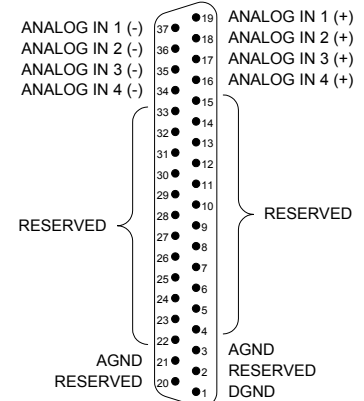 ANALOG IN 1 (-) 37 19 ANALOG IN 1 (+)
ANALOG IN 2 (-) 36 18 ANALOG IN 2 (+)
ANALOG IN 3 (-) 35 17 ANALOG IN 3 (+)
ANALOG IN 4 (-) 34 16 ANALOG IN 4 (+)
33 15
32 14
31 13
30 12
29 11
28 10
RESERVED 27 9 RESERVED
26 8
25 7
24 6
23 5
22 4
AGND 21 3 AGND
RESERVED 20 2 RESERVED
1 DGND